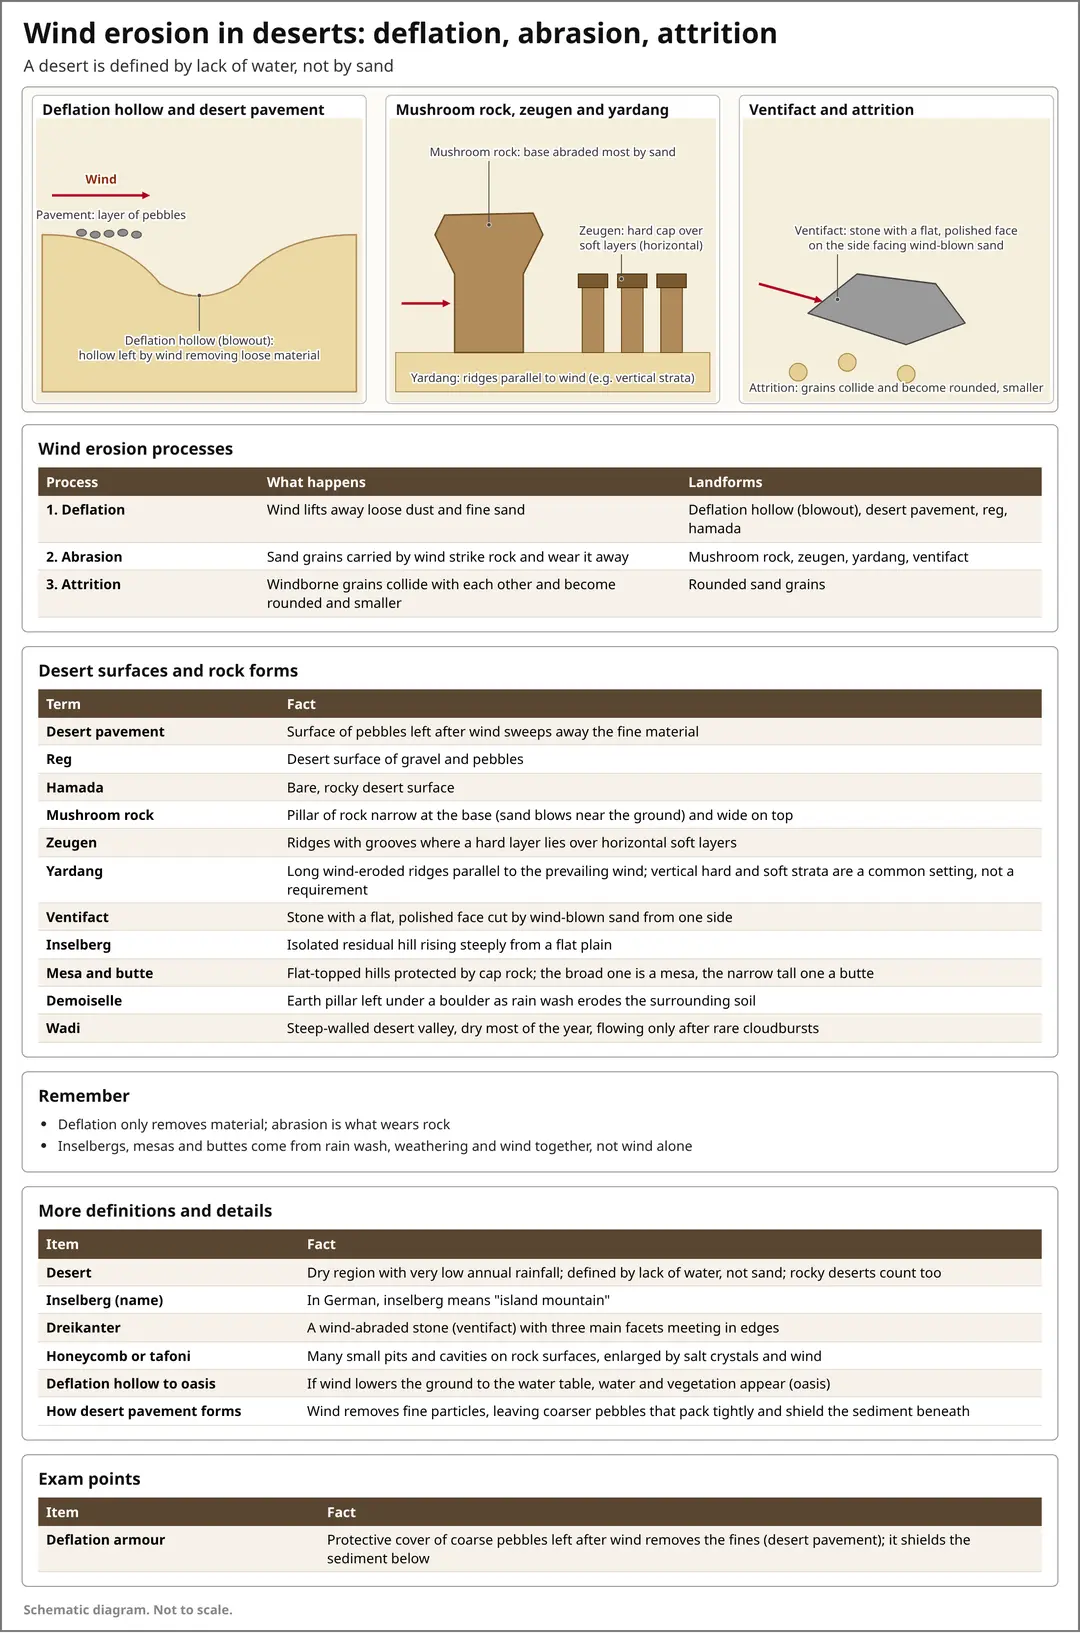 Wind erosion in deserts: deflation, abrasion, attrition
A desert is defined by lack of water, not by sand
Deflation hollow and desert pavement
Wind
Pavement: layer of pebbles
Deflation hollow (blowout):
hollow left by wind removing loose material
Mushroom rock, zeugen and yardang
Mushroom rock: base abraded most by sand
Zeugen: hard cap over
soft layers (horizontal)
Yardang: ridges parallel to wind (e.g. vertical strata)
Ventifact and attrition
Ventifact: stone with a flat, polished face
on the side facing wind-blown sand
Attrition: grains collide and become rounded, smaller
Wind erosion processes
Process What happens Landforms
1. Deflation Wind lifts away loose dust and fine sand Deflation hollow (blowout), desert pavement, reg,
hamada
2. Abrasion Sand grains carried by wind strike rock and wear it away Mushroom rock, zeugen, yardang, ventifact
3. Attrition Windborne grains collide with each other and become Rounded sand grains
rounded and smaller
Desert surfaces and rock forms
Term Fact
Desert pavement Surface of pebbles left after wind sweeps away the fine material
Reg Desert surface of gravel and pebbles
Hamada Bare, rocky desert surface
Mushroom rock Pillar of rock narrow at the base (sand blows near the ground) and wide on top
Zeugen Ridges with grooves where a hard layer lies over horizontal soft layers
Yardang Long wind-eroded ridges parallel to the prevailing wind; vertical hard and soft strata are a common setting, not a
requirement
Ventifact Stone with a flat, polished face cut by wind-blown sand from one side
Inselberg Isolated residual hill rising steeply from a flat plain
Mesa and butte Flat-topped hills protected by cap rock; the broad one is a mesa, the narrow tall one a butte
Demoiselle Earth pillar left under a boulder as rain wash erodes the surrounding soil
Wadi Steep-walled desert valley, dry most of the year, flowing only after rare cloudbursts
Remember
• Deflation only removes material; abrasion is what wears rock
• Inselbergs, mesas and buttes come from rain wash, weathering and wind together, not wind alone
More definitions and details
Item Fact
Desert Dry region with very low annual rainfall; defined by lack of water, not sand; rocky deserts count too
Inselberg (name) In German, inselberg means "island mountain"
Dreikanter A wind-abraded stone (ventifact) with three main facets meeting in edges
Honeycomb or tafoni Many small pits and cavities on rock surfaces, enlarged by salt crystals and wind
Deflation hollow to oasis If wind lowers the ground to the water table, water and vegetation appear (oasis)
How desert pavement forms Wind removes fine particles, leaving coarser pebbles that pack tightly and shield the sediment beneath
Exam points
Item Fact
Deflation armour Protective cover of coarse pebbles left after wind removes the fines (desert pavement); it shields the
sediment below
Schematic diagram. Not to scale.